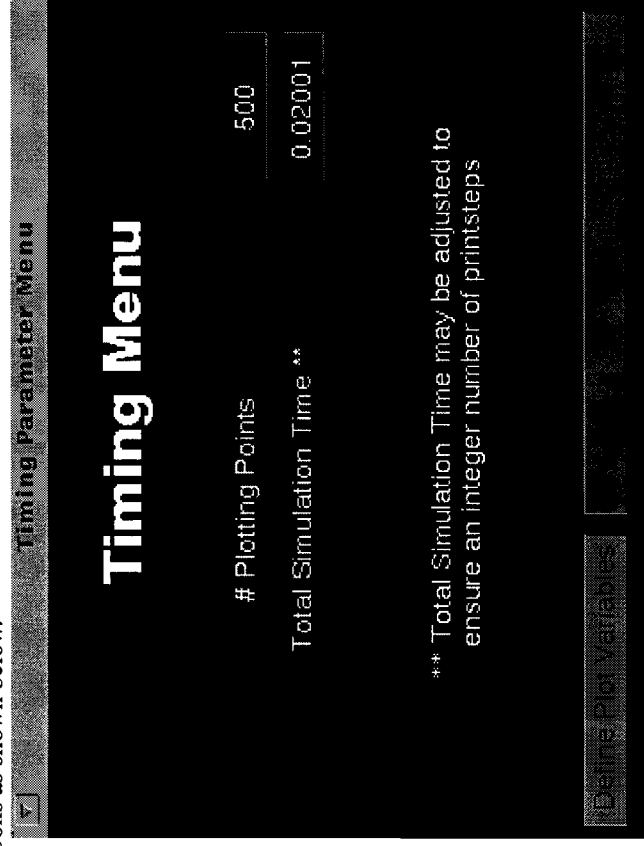 Timing Parameter Menu
Timing Menu
# Plotting Points 500
Total Simulation Time ** 0.02001
** Total Simulation Time may be adjusted to
ensure an integer number of printsteps
Define Plot Variables